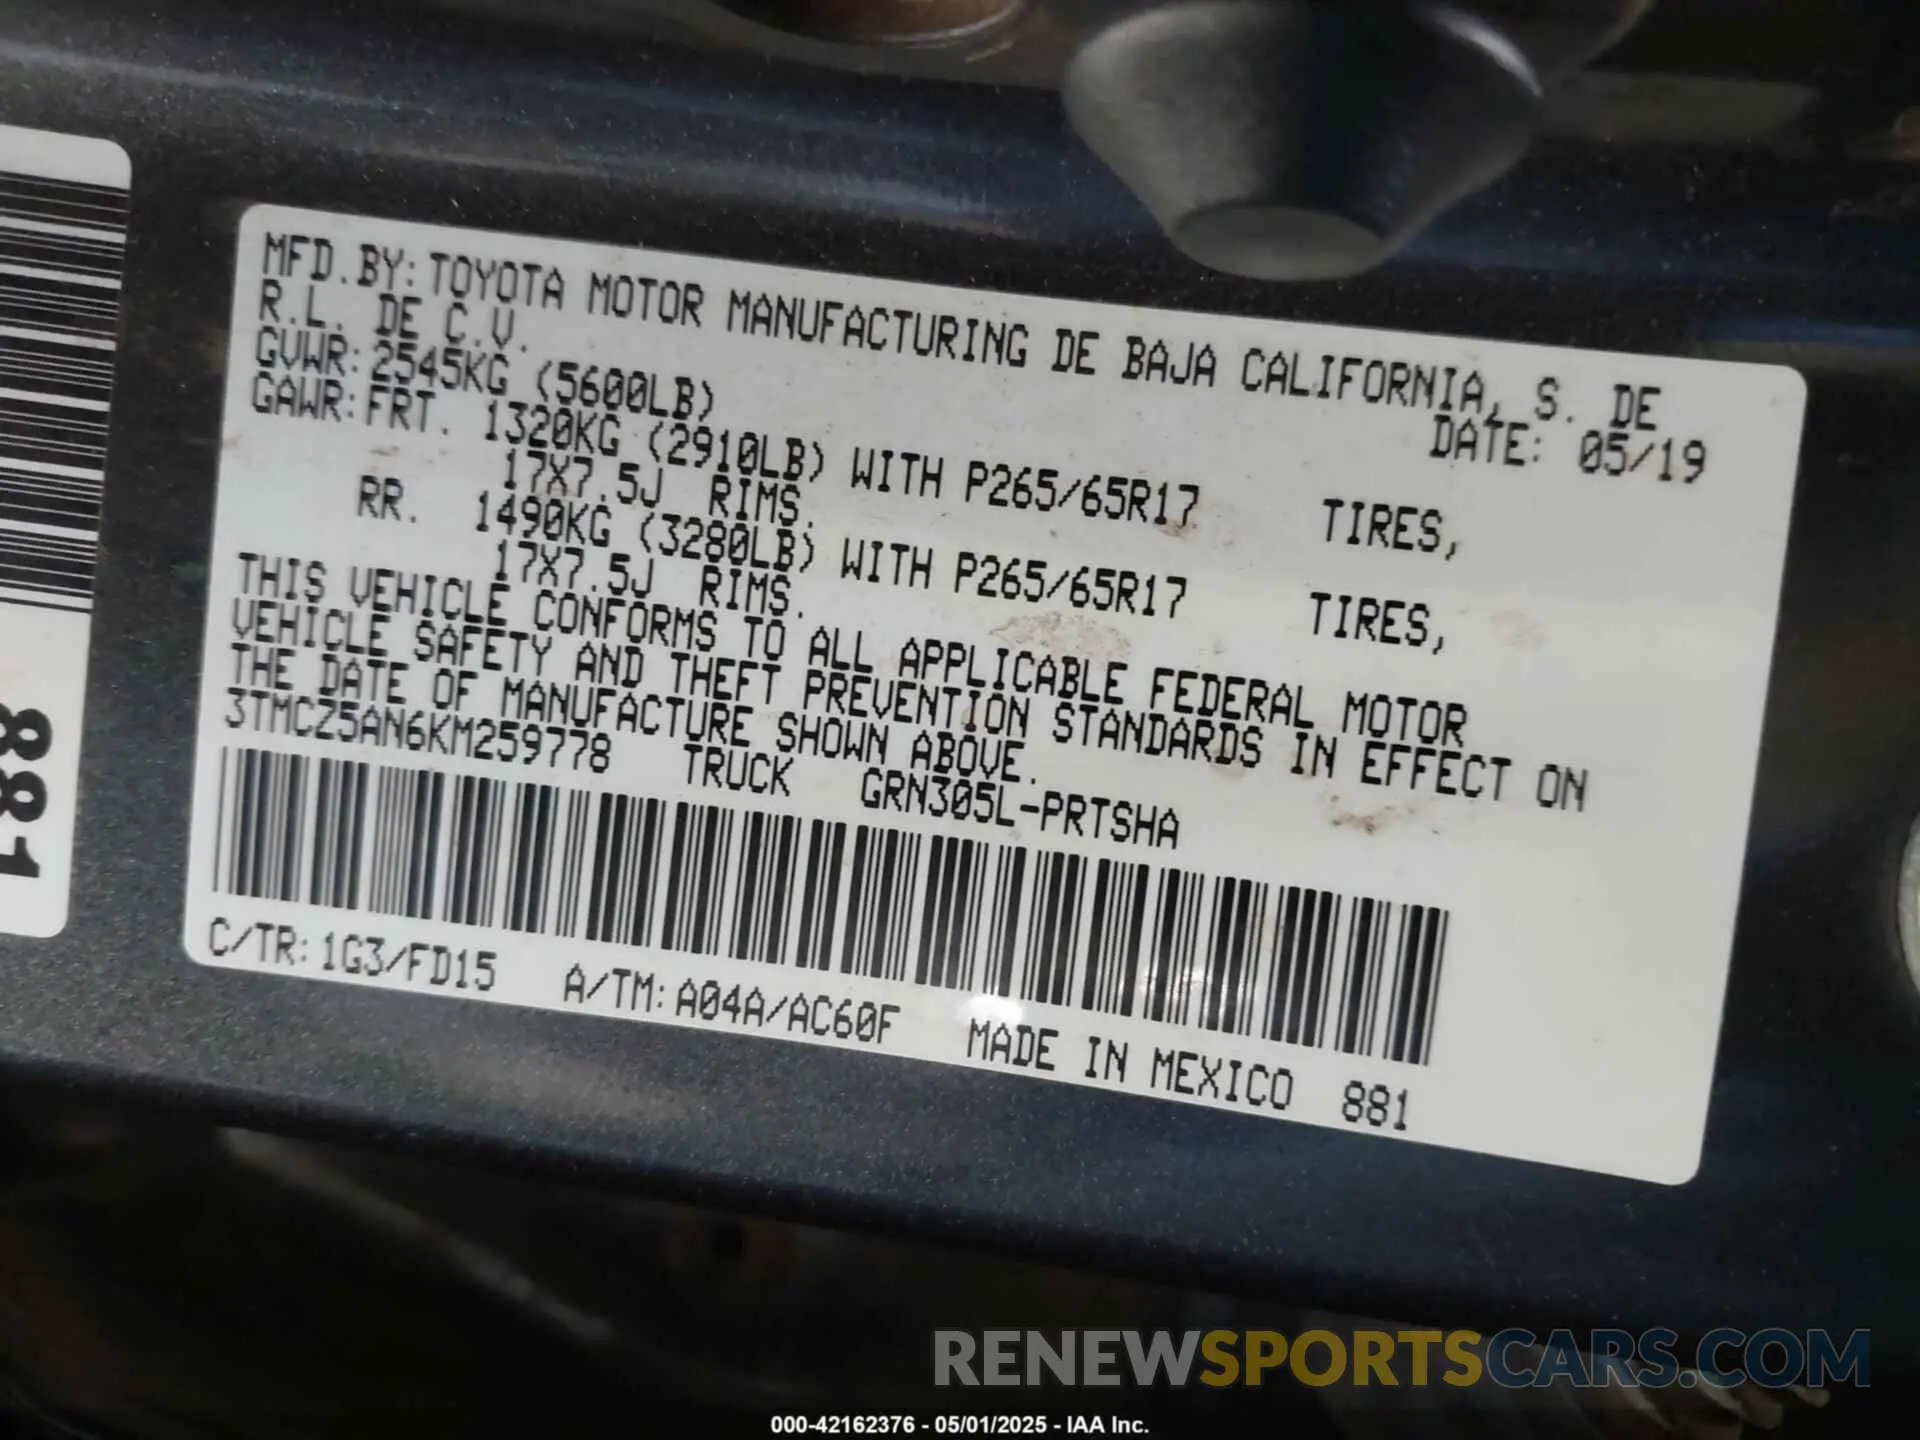 MFD.BY: TOYOTA MOTOR MANUFACTURING DE BAJA CALIFORNIA, S. DE
R.L. DE C.V. DATE: 05/19
GVWR: 2545KG (5600LB)
GAWR: FRT. 1320KG (2910LB) WITH P265/65R17 TIRES,
17X7.5J RIMS.
RR. 1490KG (3280LB) WITH P265/65R17 TIRES,
17X7.5J RIMS.
THIS VEHICLE CONFORMS TO ALL APPLICABLE FEDERAL MOTOR
VEHICLE SAFETY AND THEFT PREVENTION STANDARDS IN EFFECT ON
THE DATE OF MANUFACTURE SHOWN ABOVE.
3TMCZ5AN6KM259778 TRUCK GRN305L-PRTSHA
C/TR: 1G3/FD15 A/TM: A04A/AC60F MADE IN MEXICO 881
881
RENEWSPORTSCARS.COM
000-42162376 - 05/01/2025 - IAA Inc.